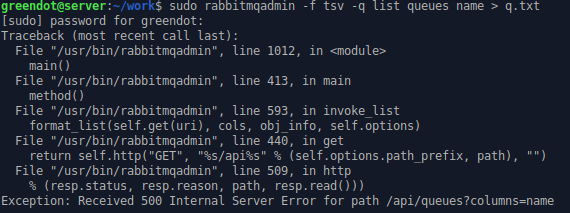 greendot@server:~/work$ sudo rabbitmqadmin -f tsv -q list queues name > q.txt
[sudo] password for greendot:
Traceback (most recent call last):
  File "/usr/bin/rabbitmqadmin", line 1012, in <module>
    main()
  File "/usr/bin/rabbitmqadmin", line 413, in main
    method()
  File "/usr/bin/rabbitmqadmin", line 593, in invoke_list
    format_list(self.get(uri), cols, obj_info, self.options)
  File "/usr/bin/rabbitmqadmin", line 440, in get
    return self.http("GET", "%s/api%s" % (self.options.path_prefix, path), "")
  File "/usr/bin/rabbitmqadmin", line 509, in http
    % (resp.status, resp.reason, path, resp.read()))
Exception: Received 500 Internal Server Error for path /api/queues?columns=name